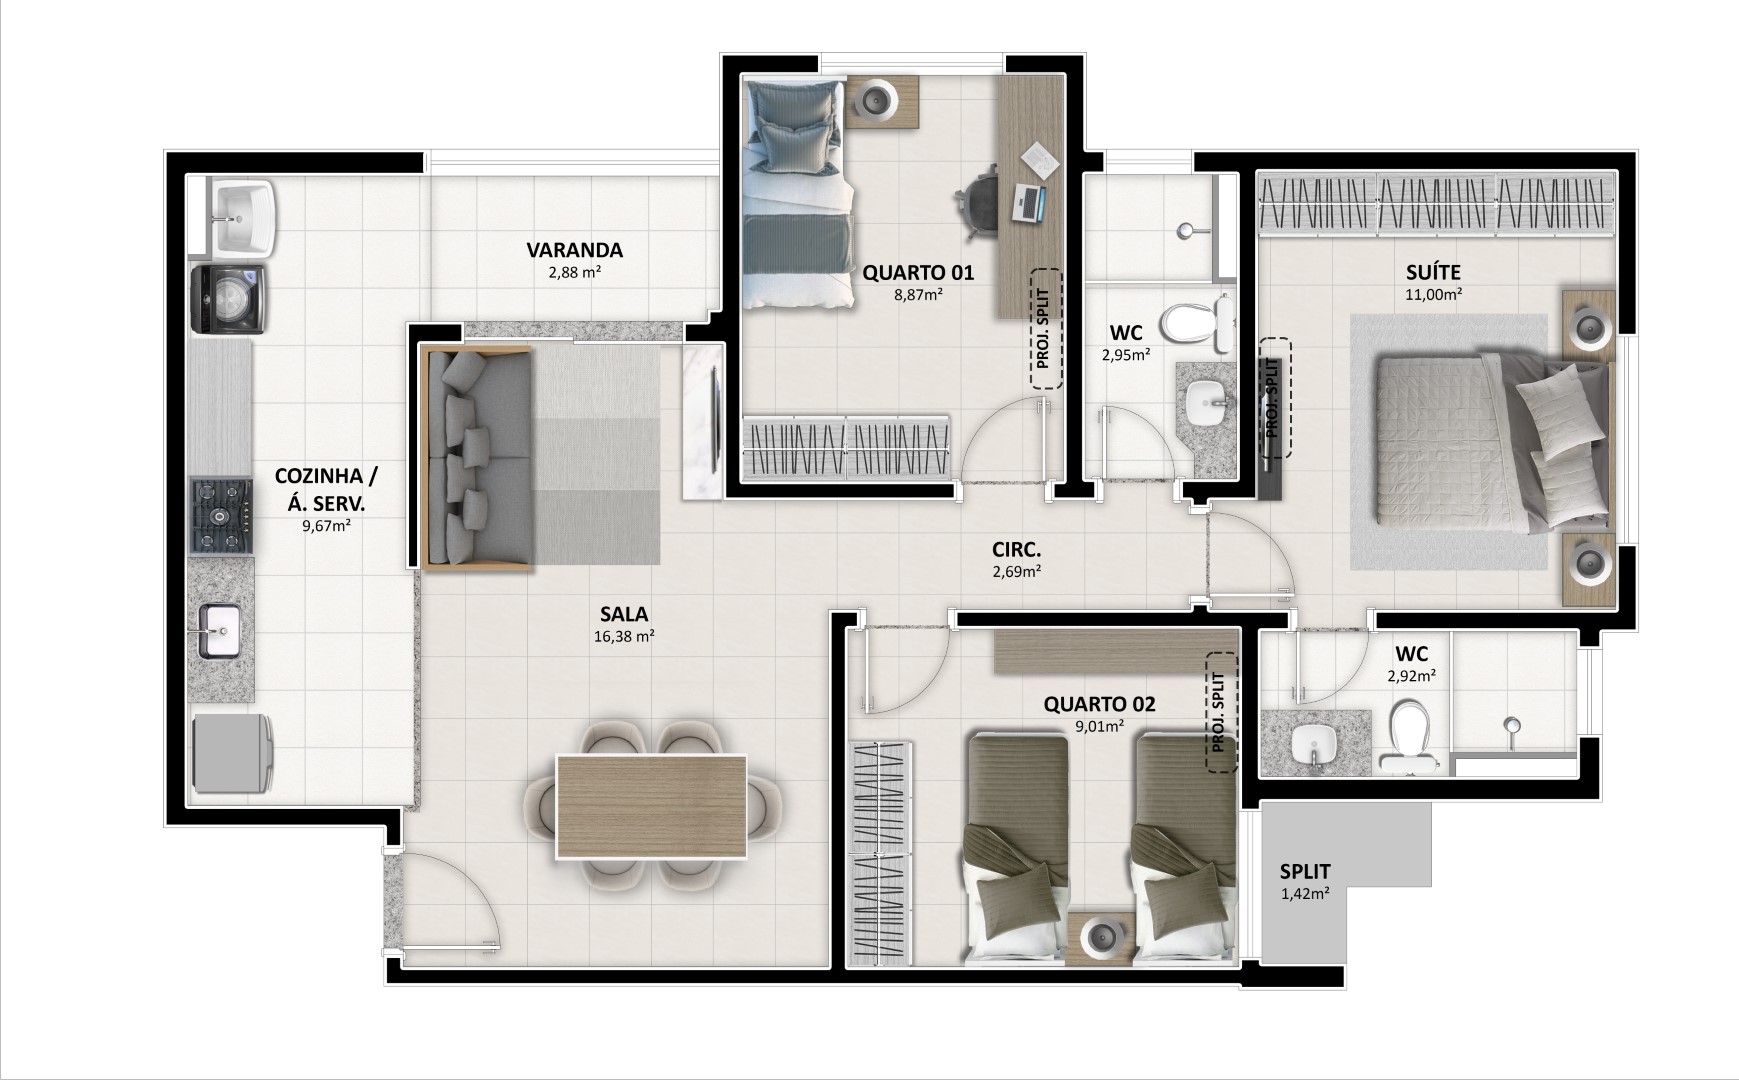 VARANDA
2,88 m²
QUARTO 01
8,87m²
PROJ. SPLIT
WC
2,95m²
SUÍTE
11,00m²
PROJ. SPLIT
COZINHA /
Á. SERV.
9,67m²
CIRC.
2,69m²
SALA
16,38 m²
QUARTO 02
9,01m²
PROJ. SPLIT
WC
2,92m²
SPLIT
1,42m²